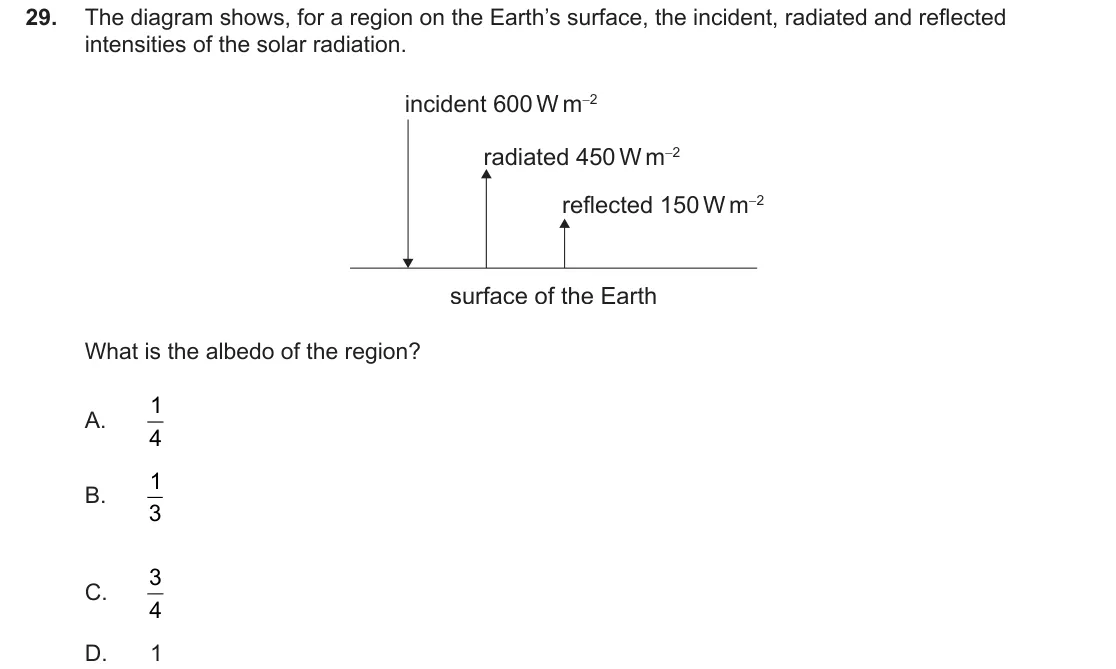 29. The diagram shows, for a region on the Earth's surface, the incident, radiated and reflected
intensities of the solar radiation.
incident 600 W m⁻²
radiated 450 W m⁻²
reflected 150 W m⁻²
surface of the Earth
What is the albedo of the region?
A. 1/4
B. 1/3
C. 3/4
D. 1